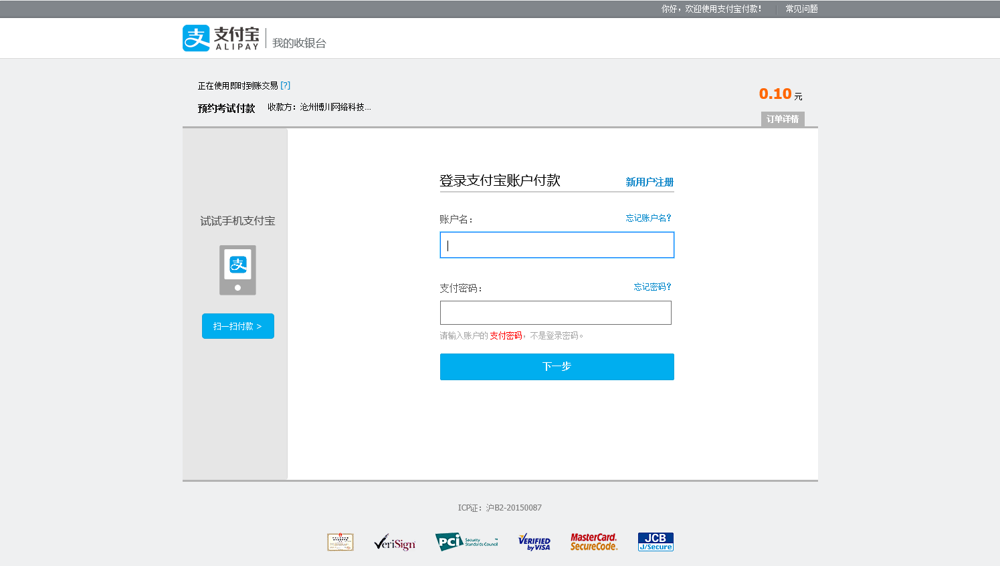 你好，欢迎使用支付宝付款！ 常见问题
支 支付宝 ALIPAY 我的收银台
正在使用即时到账交易 [?]
预约考试付款 收款方：沧州博川网络科技...
0.10 元
订单详情
试试手机支付宝
支
扫一扫付款 >
登录支付宝账户付款 新用户注册
账户名： 忘记账户名?
支付密码： 忘记密码?
请输入账户的 支付密码，不是登录密码。
下一步
ICP证：沪B2-20150087
VeriSign PCI Security Standards Council VERIFIED by VISA MasterCard. SecureCode. JCB J/Secure